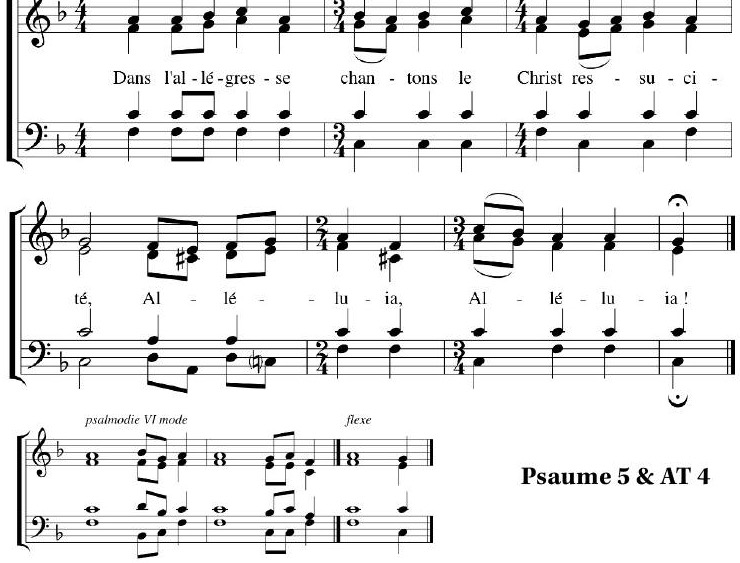 Dans l'al - lé - gres - se chan - tons le Christ res - su - ci -
té, Al - lé - - lu - ia, Al - lé - lu - ia !
psalmodie VI mode flexe
Psaume 5 & AT 4